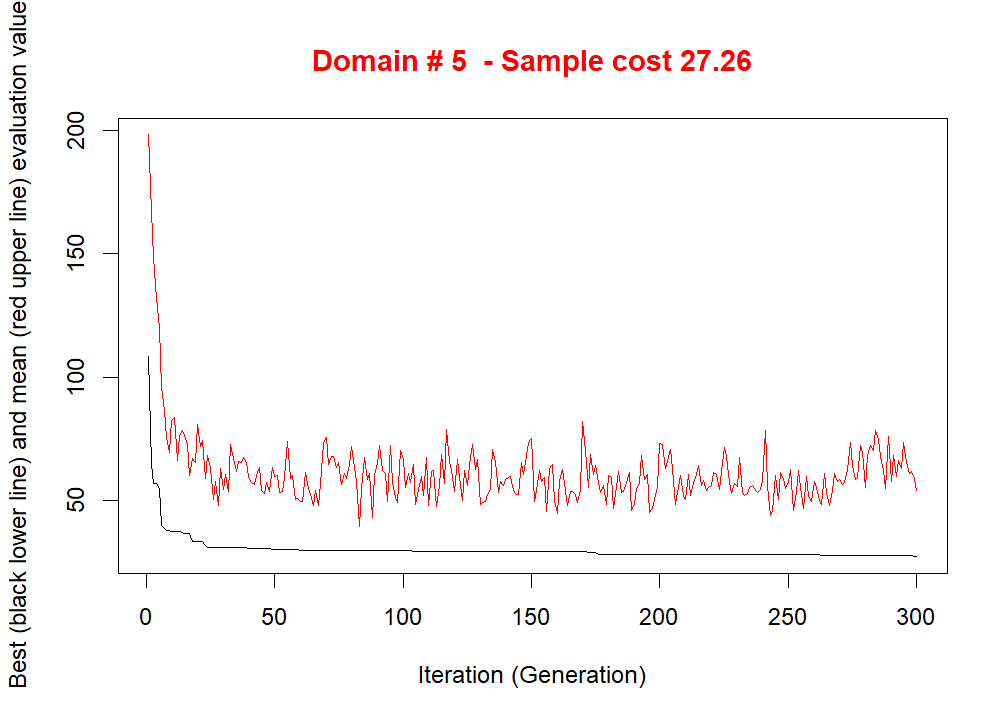 Domain # 5  - Sample cost 27.26
Best (black lower line) and mean (red upper line) evaluation value
200
150
100
50
0 50 100 150 200 250 300
Iteration (Generation)